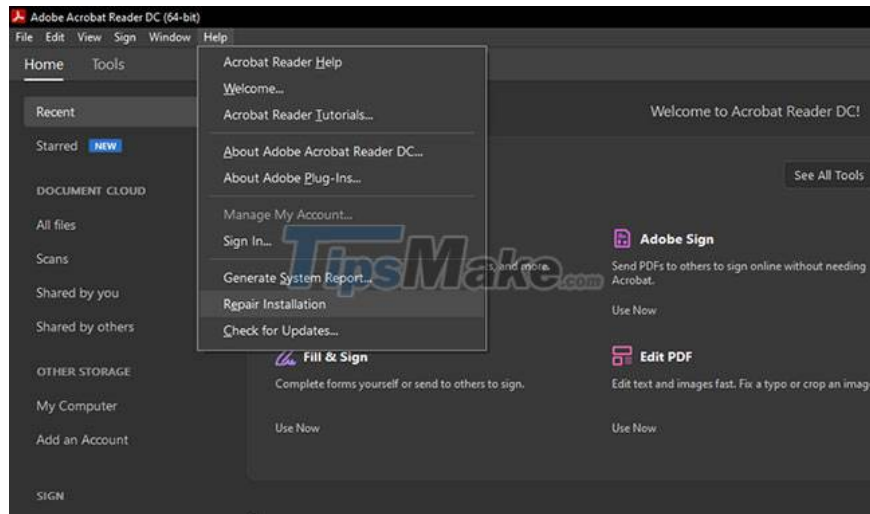 Adobe Acrobat Reader DC (64-bit)
File Edit View Sign Window Help
Home Tools
Acrobat Reader Help
Welcome...
Acrobat Reader Tutorials...
About Adobe Acrobat Reader DC...
About Adobe Plug-Ins...
Manage My Account...
Sign In...
Generate System Report...
Repair Installation
Check for Updates...
Recent
Starred NEW
DOCUMENT CLOUD
All files
Scans
Shared by you
Shared by others
OTHER STORAGE
My Computer
Add an Account
SIGN
Welcome to Acrobat Reader DC!
See All Tools
TipsMake.com
s, and more.
Adobe Sign
Send PDFs to others to sign online without needing
Acrobat.
Use Now
Fill & Sign
Complete forms yourself or send to others to sign.
Use Now
Edit PDF
Edit text and images fast. Fix a typo or crop an imag
Use Now